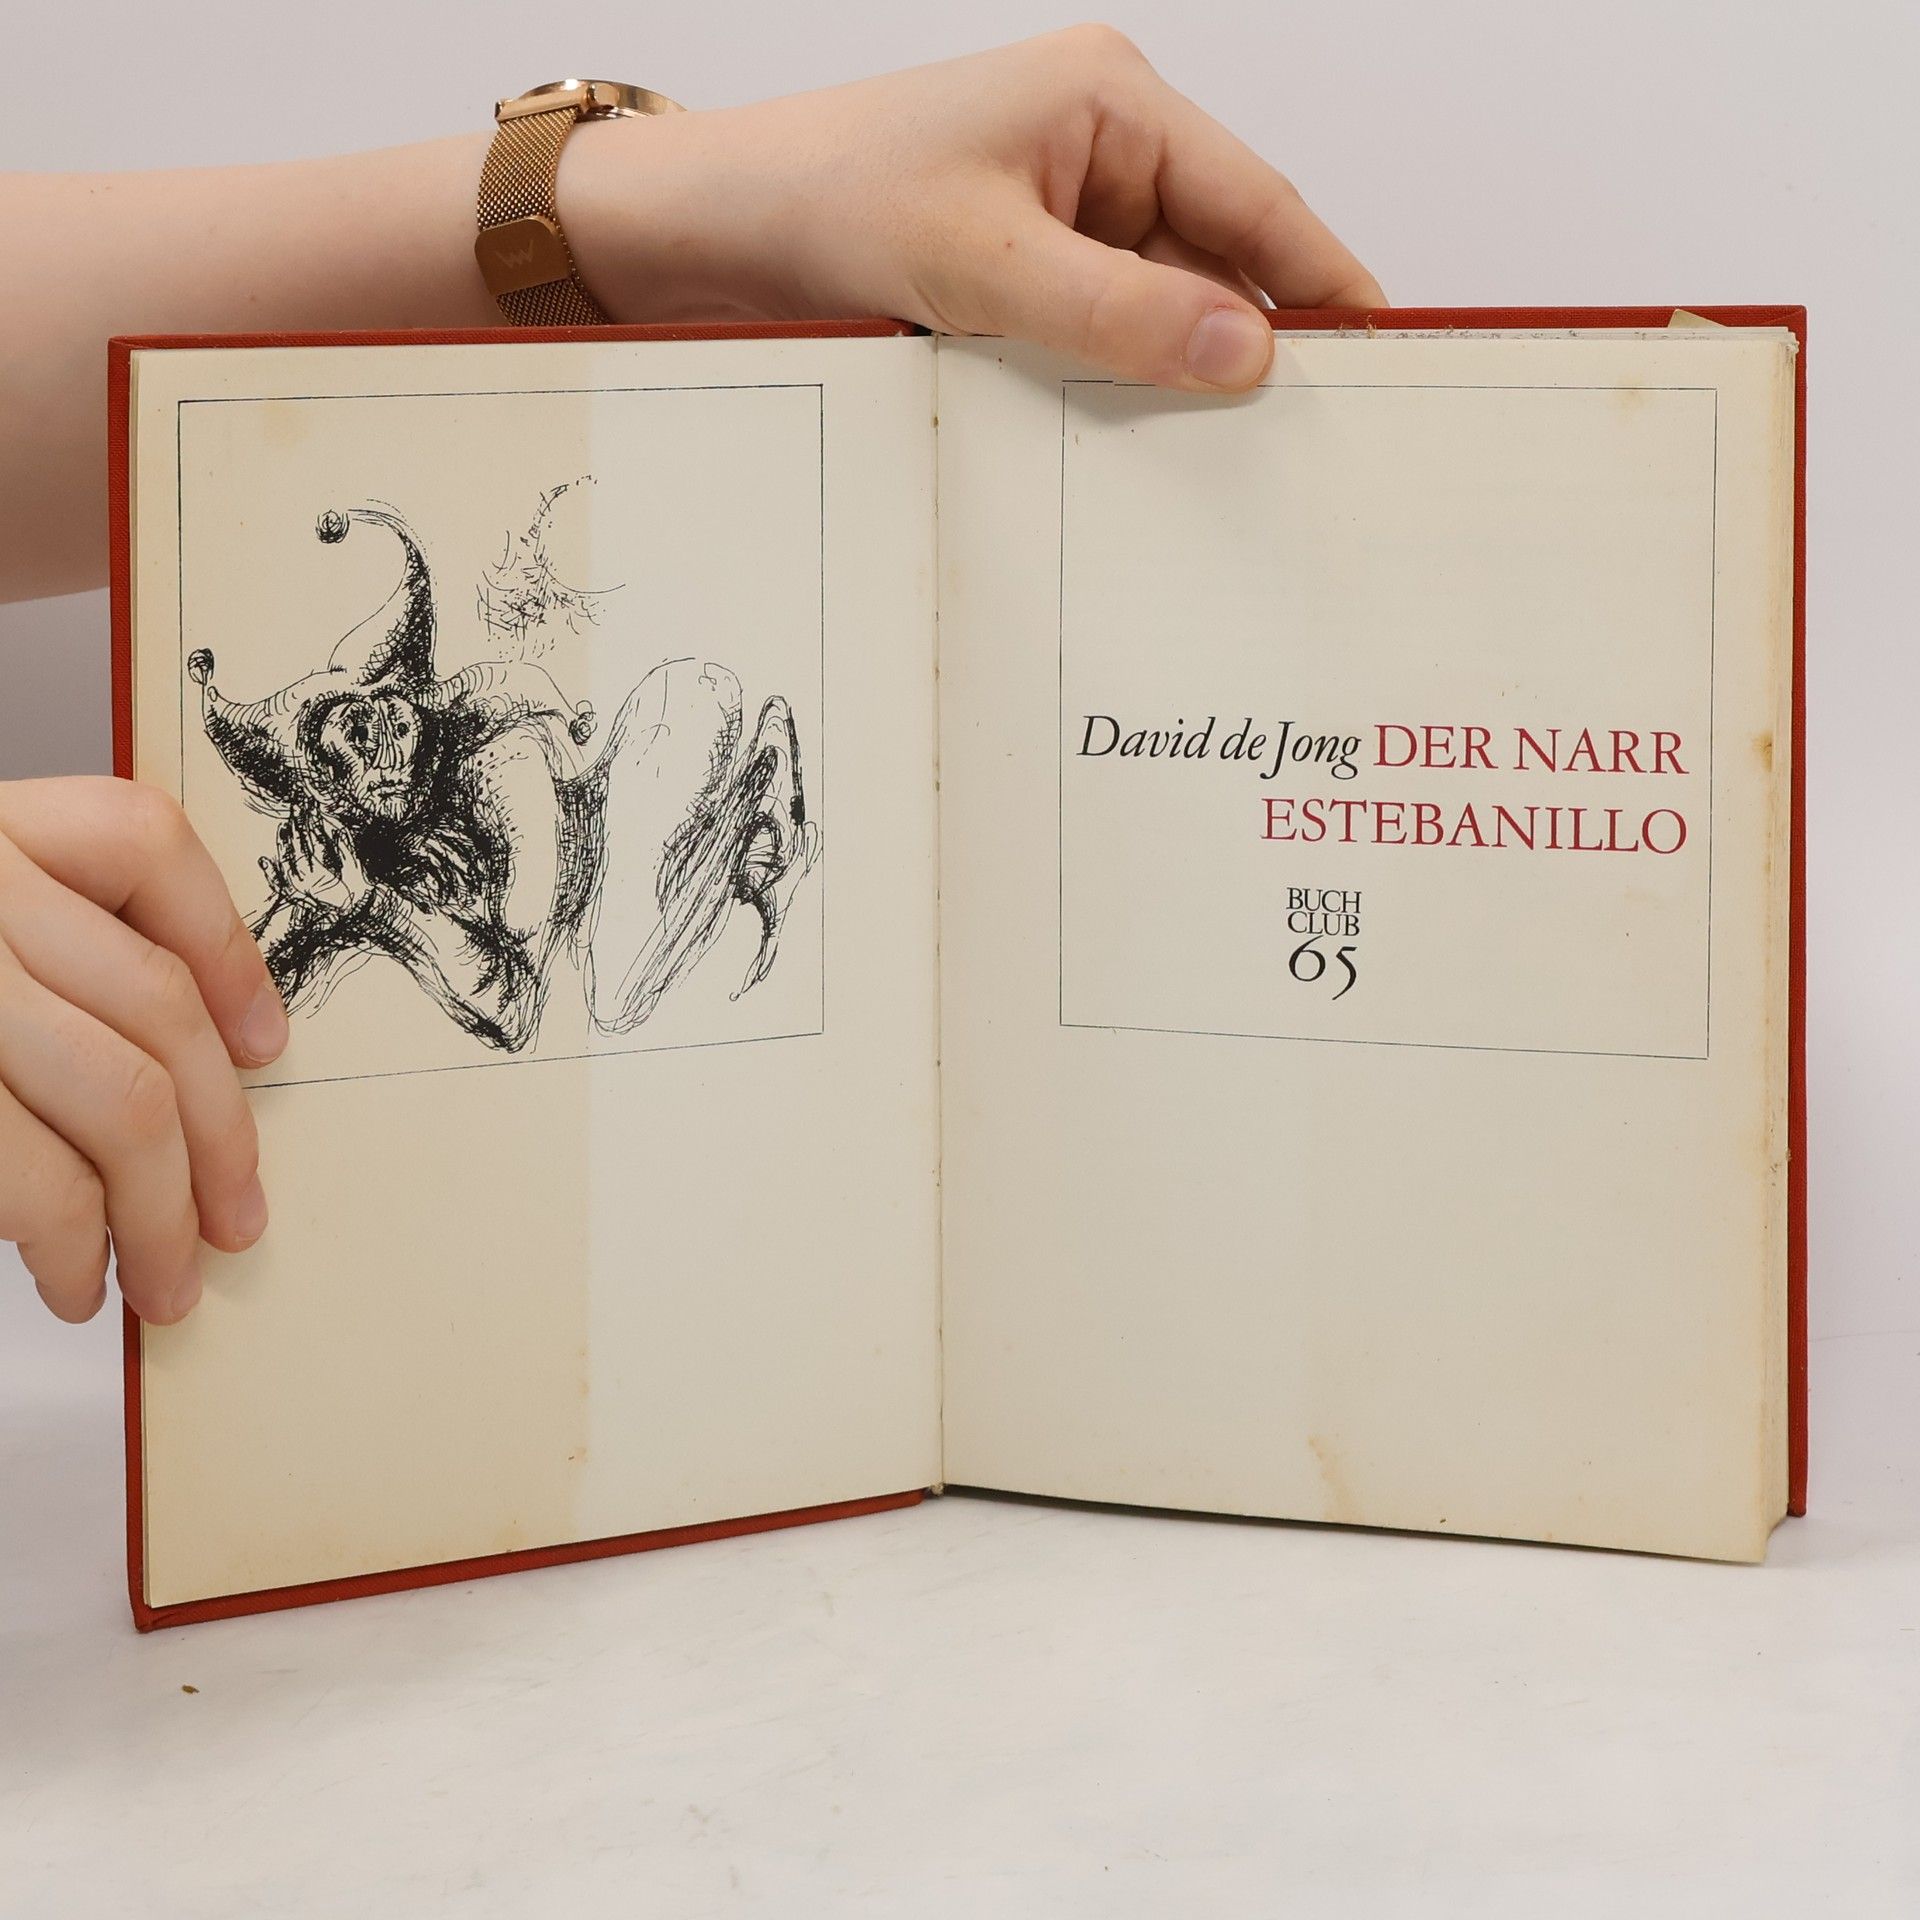 David de Jong DER NARR
ESTEBANILLO
BUCH
CLUB
65